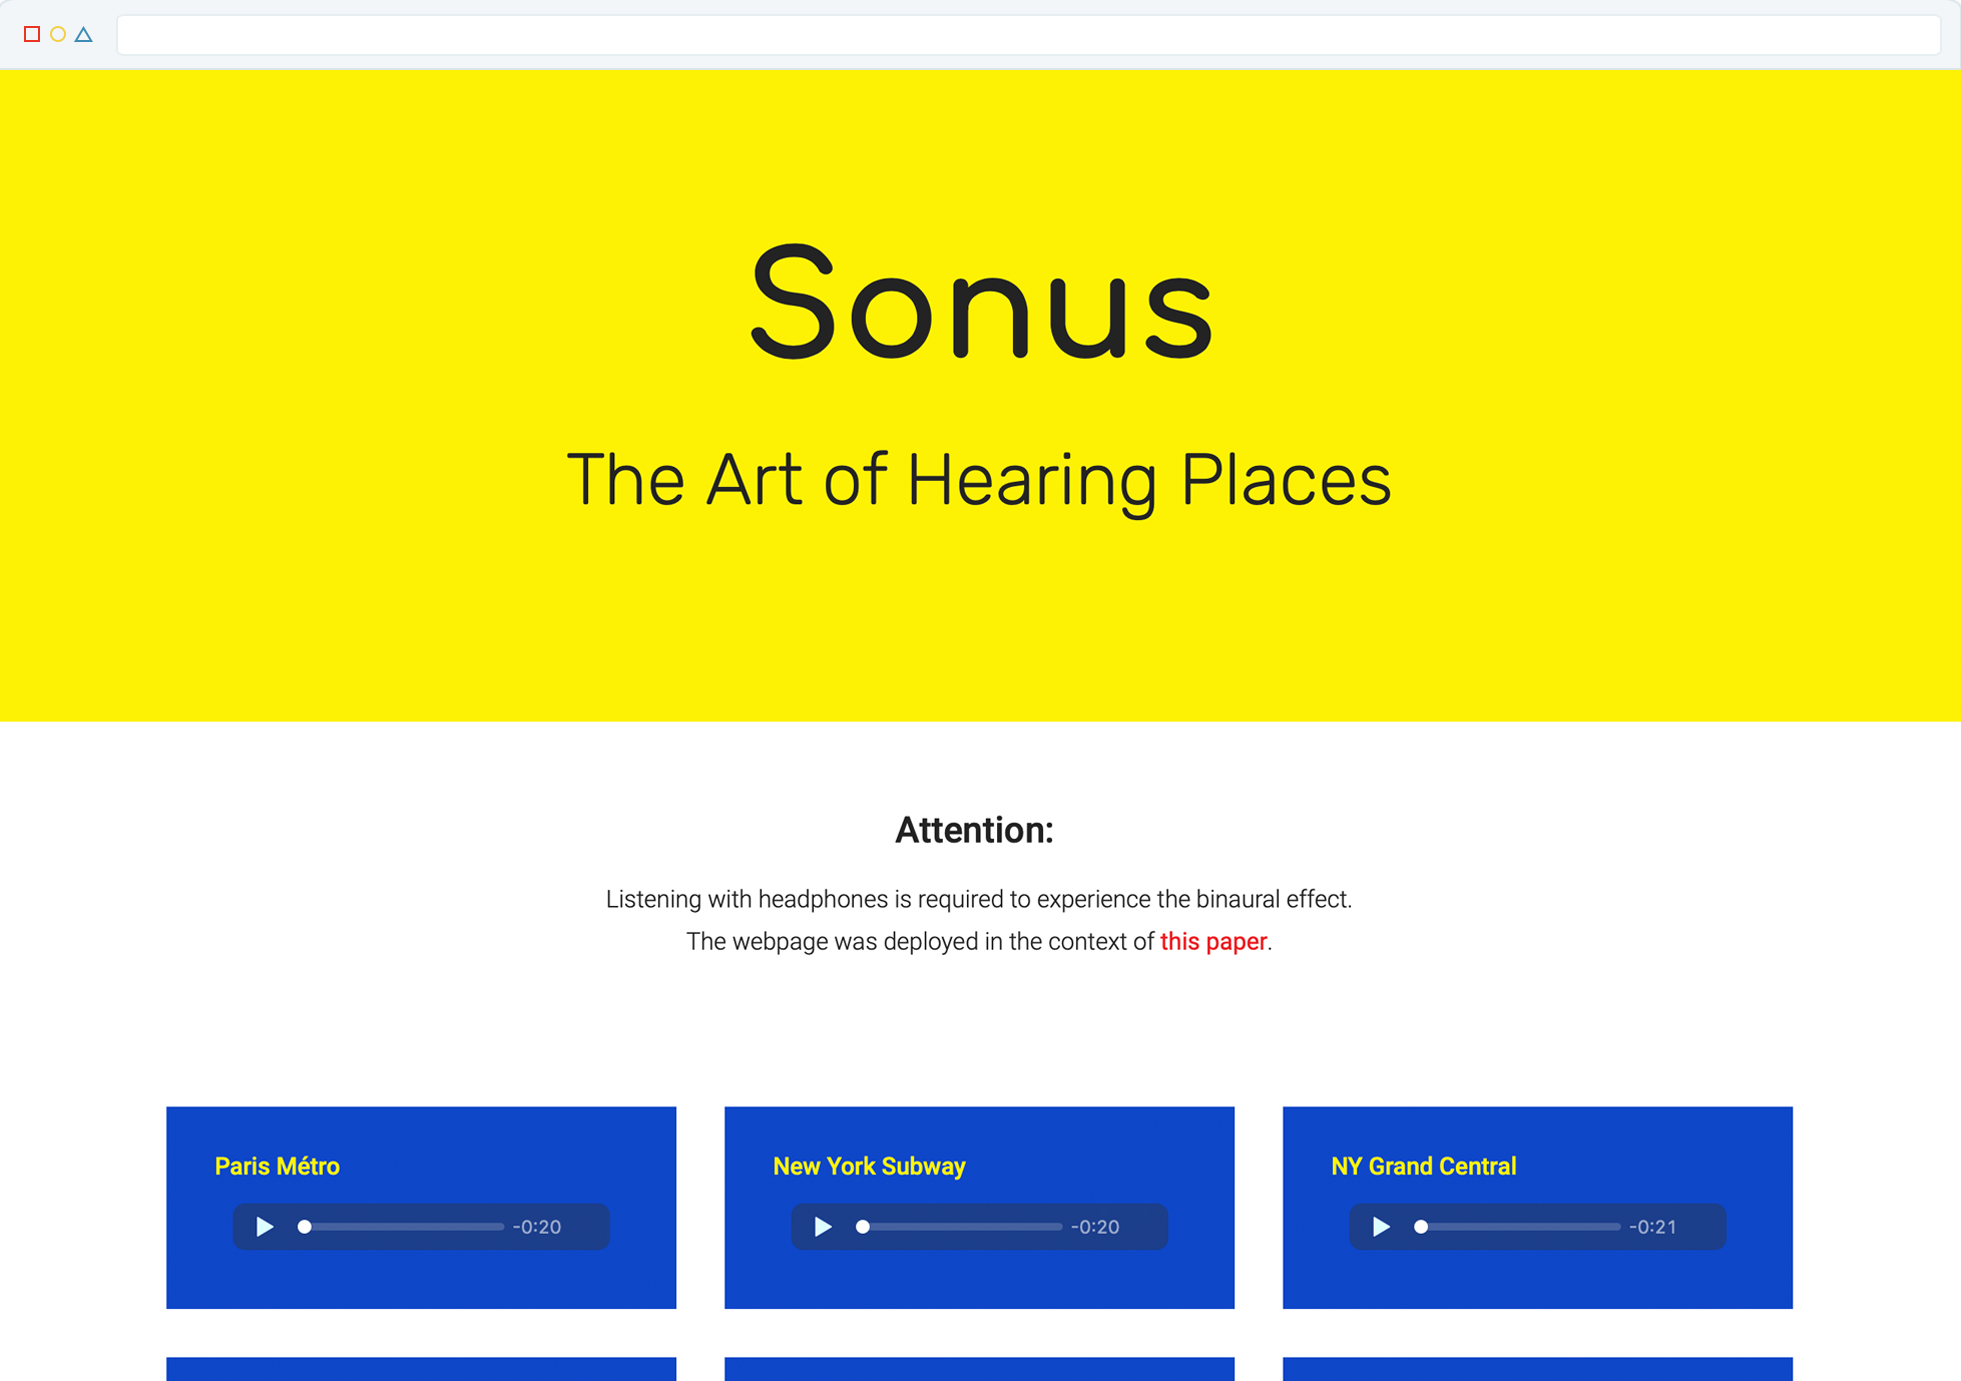 Sonus
The Art of Hearing Places
Attention:
Listening with headphones is required to experience the binaural effect.
The webpage was deployed in the context of this paper.
Paris Métro
-0:20
New York Subway
-0:20
NY Grand Central
-0:21